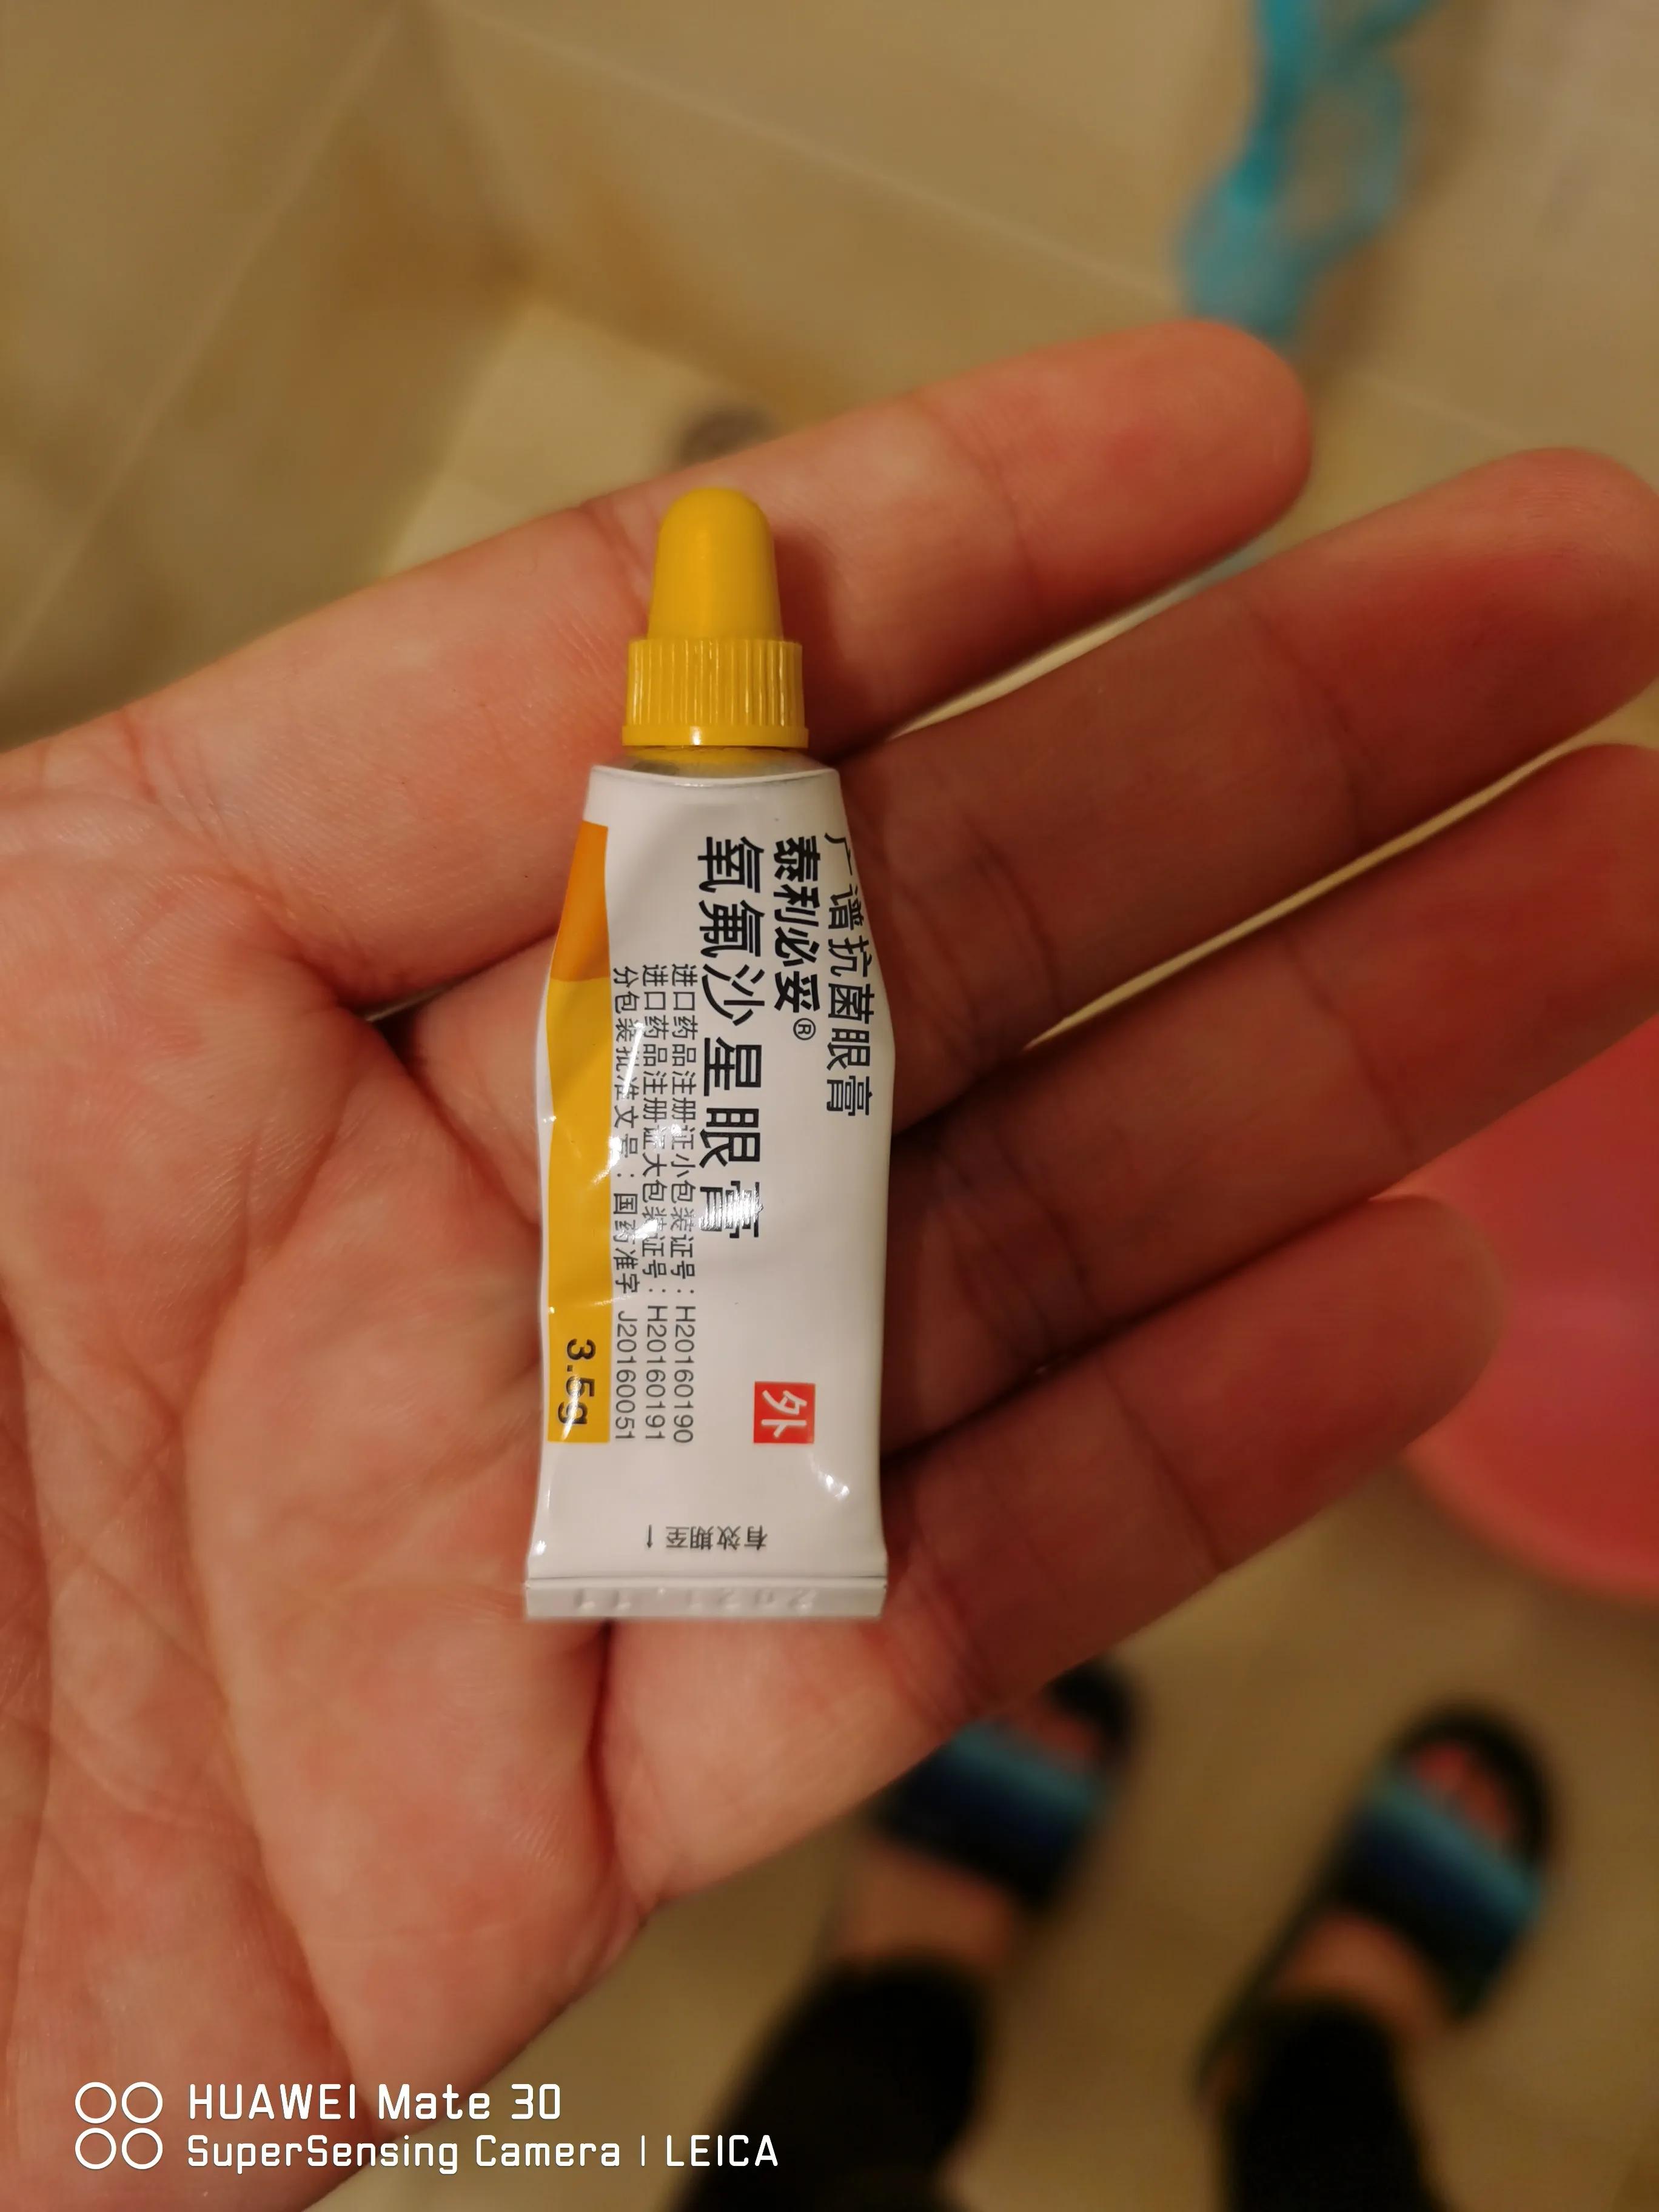 广谱抗菌眼膏
泰利必妥®
氧氟沙星眼膏
进口药品注册证小包装证号：H20160190
进口药品注册证大包装证号：H20160191
分包装批准文号：国药准字 J20160051
3.5g
外
有效期至↑
HUAWEI Mate 30
SuperSensing Camera | LEICA